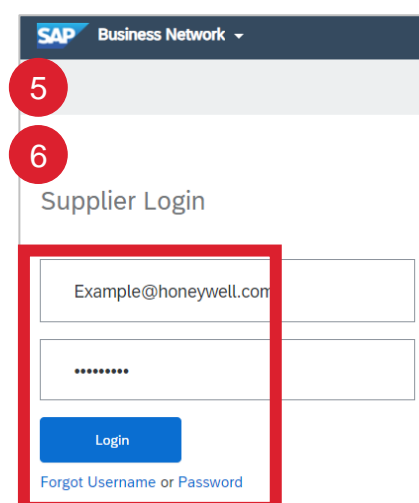 SAP Business Network
5
6
Supplier Login
Example@honeywell.com
•••••••••
Login
Forgot Username or Password